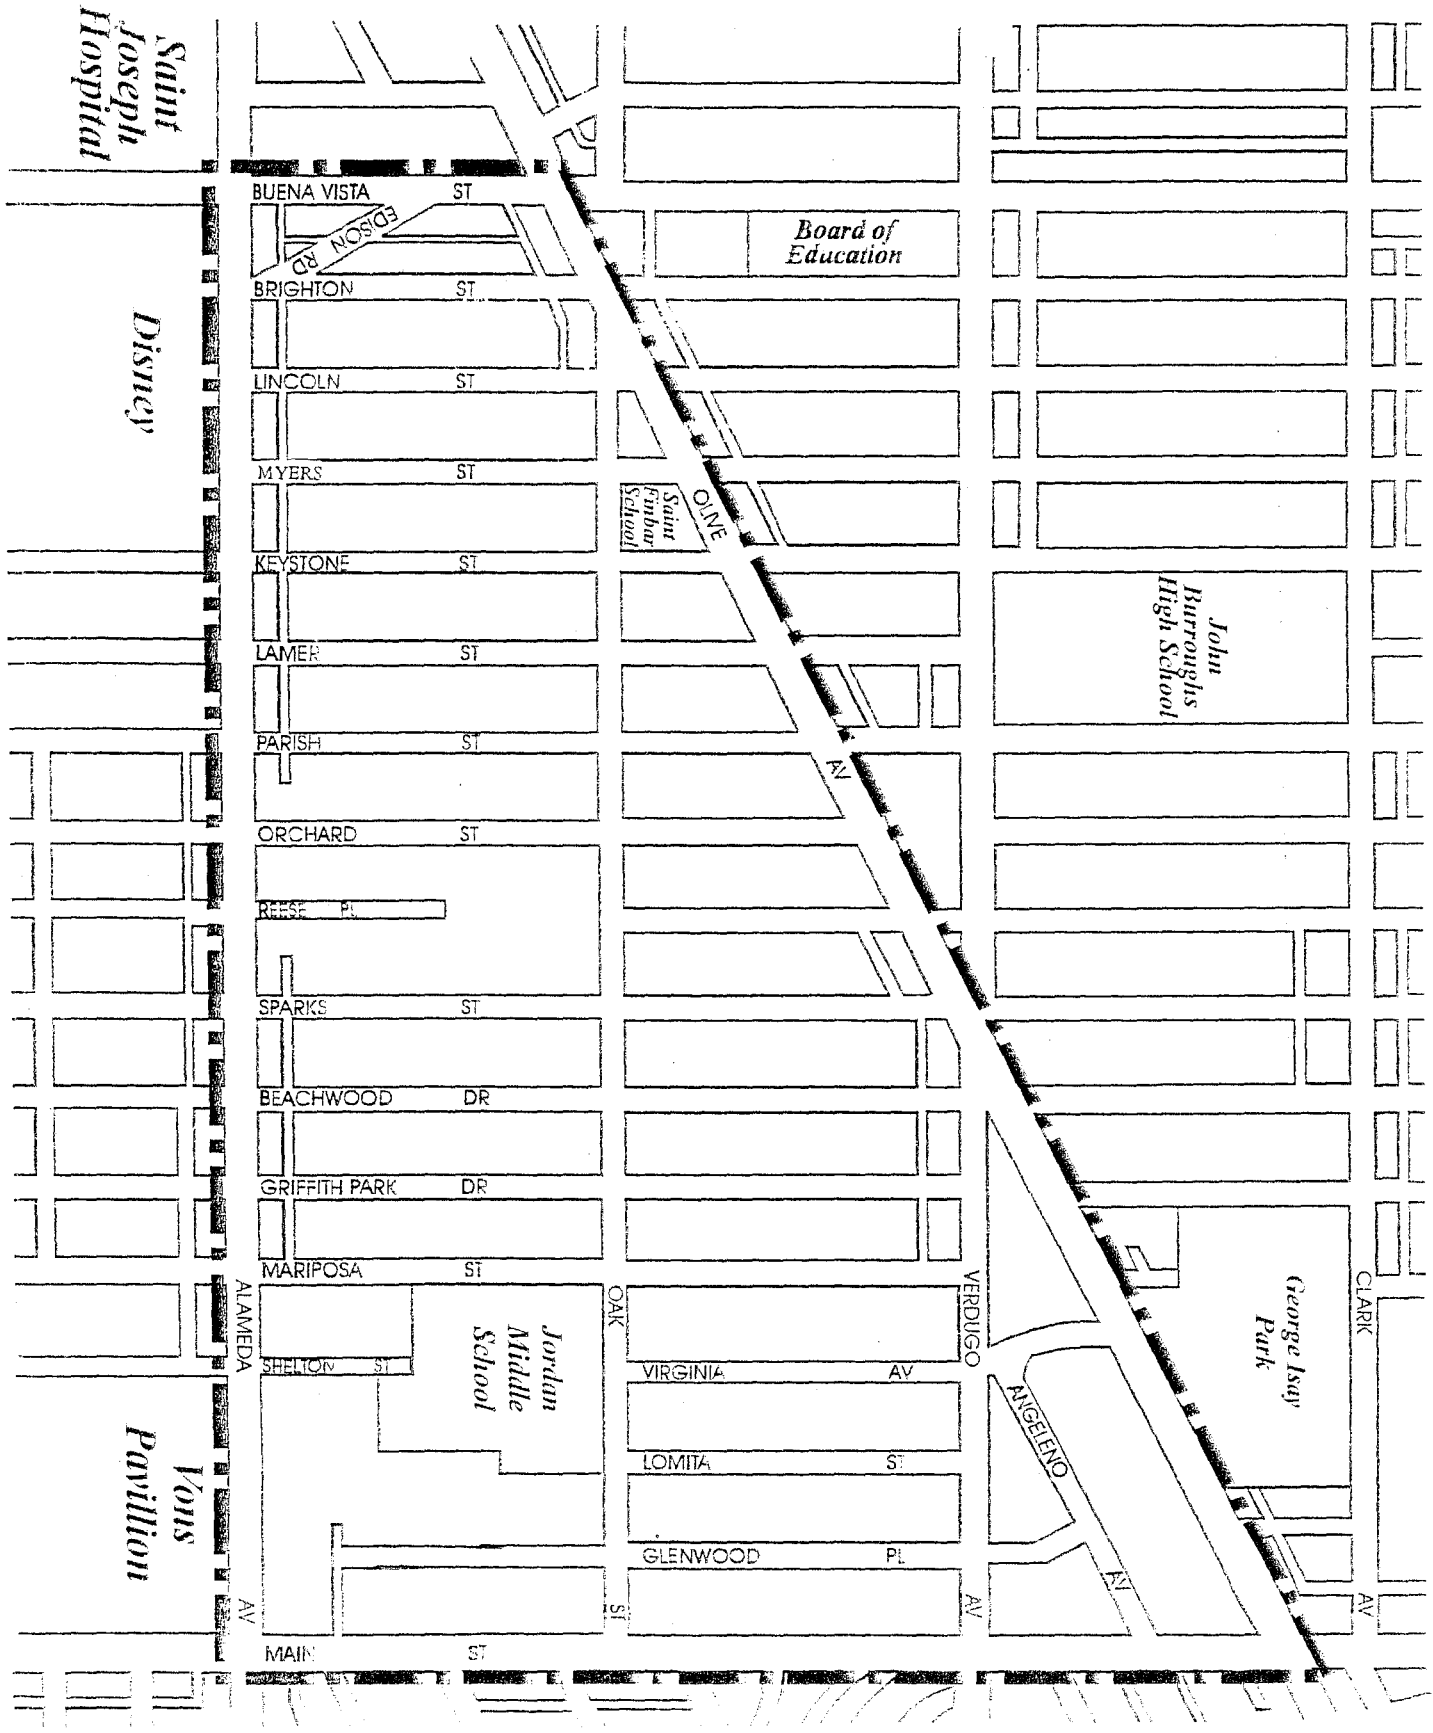 Saint
Joseph
Hospital
BUENA VISTA ST
EDISON RD
Board of
Education
BRIGHTON ST
Disney
LINCOLN ST
MYERS ST
Saint
Finbar
School
OLIVE AV
KEYSTONE ST
John
Burroughs
High School
LAMER ST
PARISH ST
ORCHARD ST
REESE PL
SPARKS ST
BEACHWOOD DR
GRIFFITH PARK DR
MARIPOSA ST
ALAMEDA AV
OAK ST
VERDUGO AV
CLARK AV
George Izay
Park
Jordan
Middle
School
SHELTON ST
VIRGINIA AV
ANGELENO AV
Vons
Pavillion
LOMITA ST
GLENWOOD PL
MAIN ST